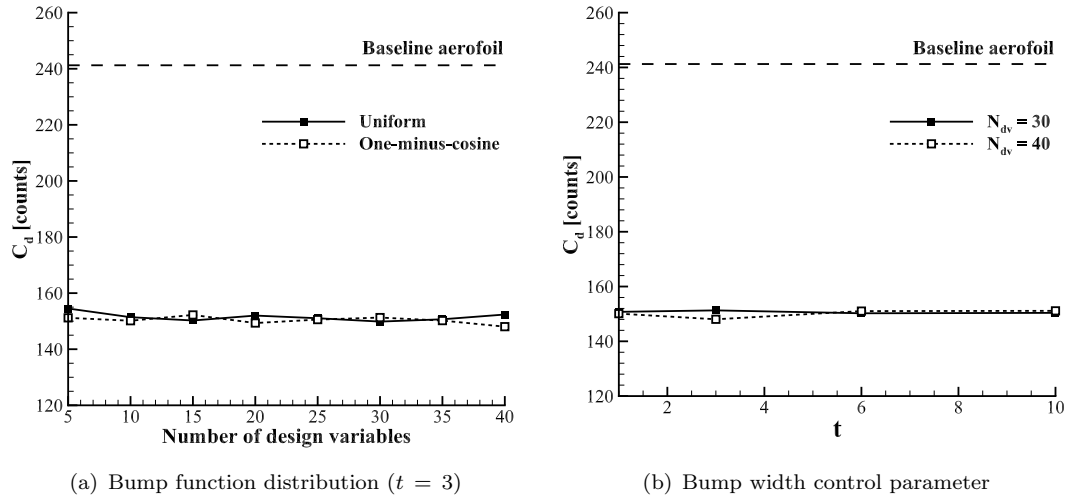 260
240
220
200
180
160
140
120
C_d [counts]
Baseline aerofoil
Uniform
One-minus-cosine
5 10 15 20 25 30 35 40
Number of design variables
(a) Bump function distribution (t = 3)
260
240
220
200
180
160
140
120
C_d [counts]
Baseline aerofoil
N_dv = 30
N_dv = 40
2 4 6 8 10
t
(b) Bump width control parameter